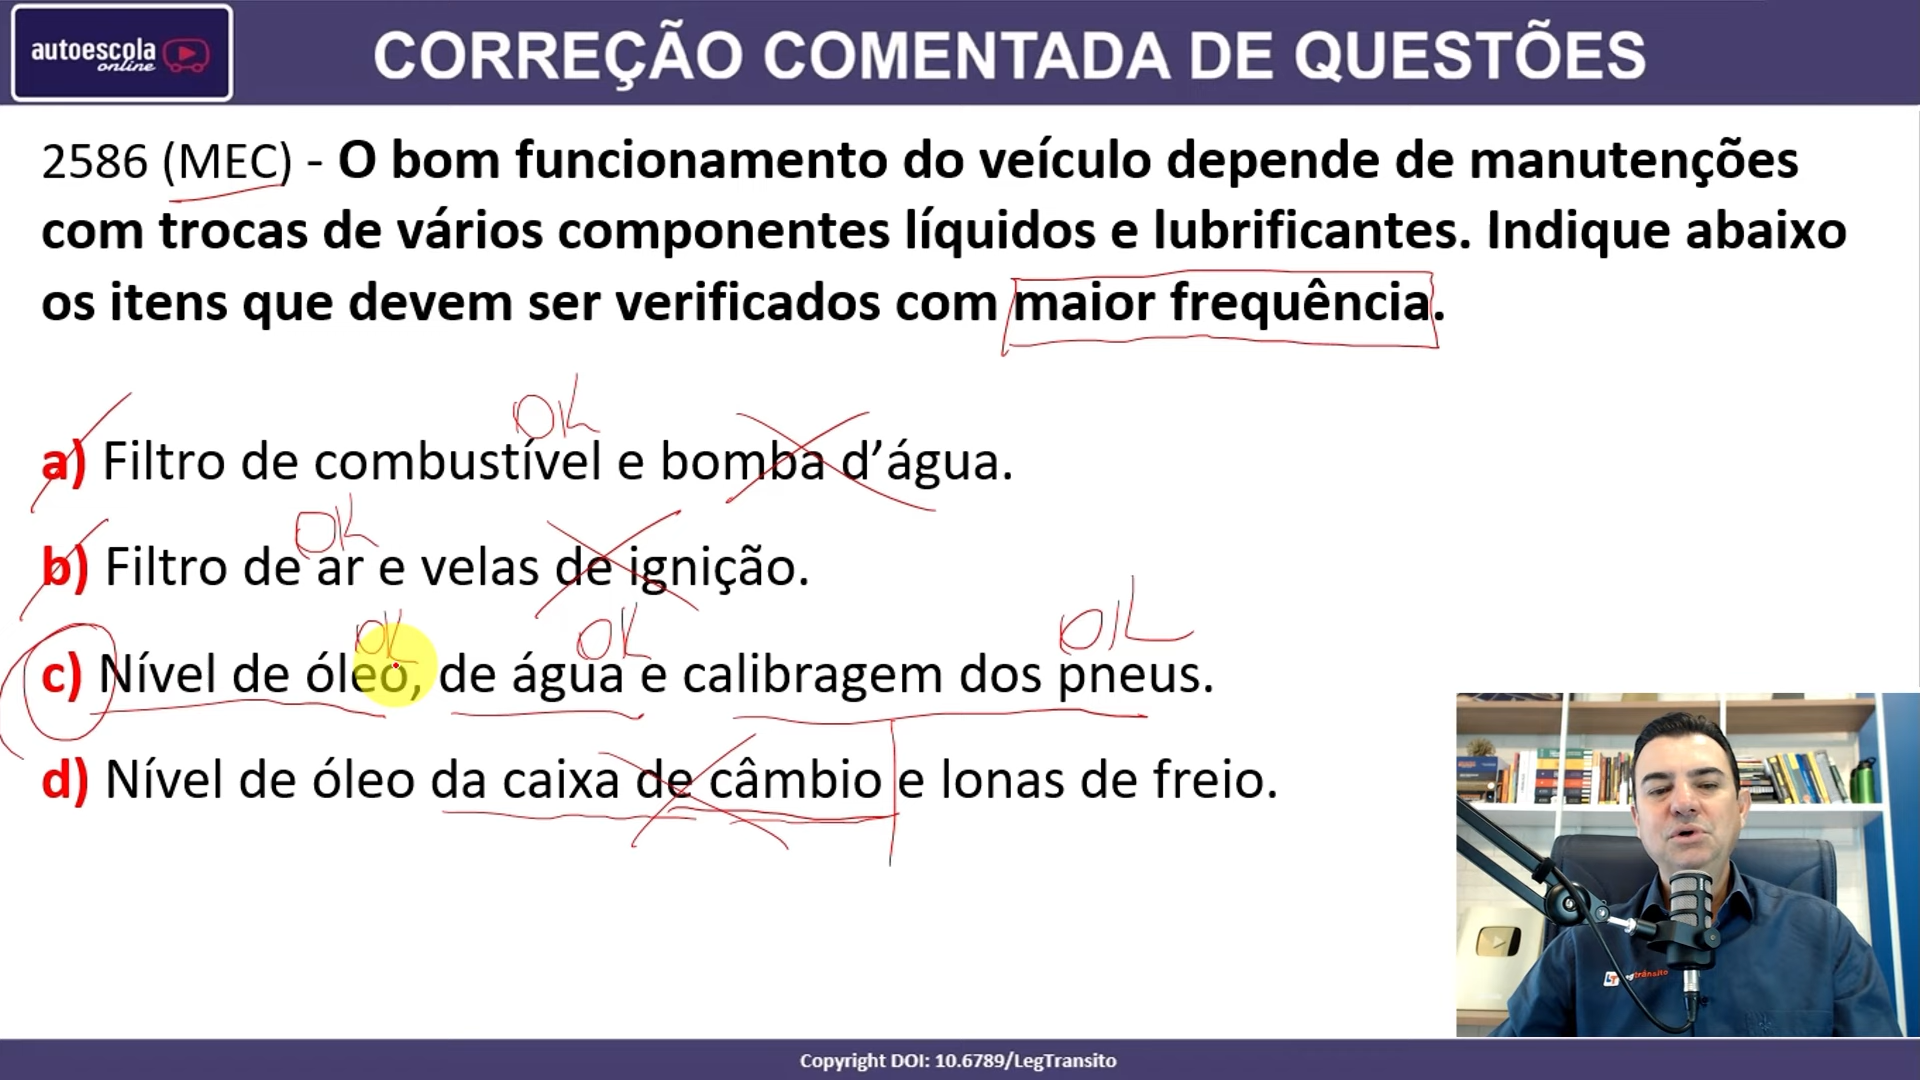 autoescola
online
CORREÇÃO COMENTADA DE QUESTÕES
2586 (MEC) - O bom funcionamento do veículo depende de manutenções
com trocas de vários componentes líquidos e lubrificantes. Indique abaixo
os itens que devem ser verificados com maior frequência.
OK
a) Filtro de combustível e bomba d’água.
OK
b) Filtro de ar e velas de ignição.
OK OK OK
c) Nível de óleo, de água e calibragem dos pneus.
d) Nível de óleo da caixa de câmbio e lonas de freio.
Copyright DOI: 10.6789/LegTransito